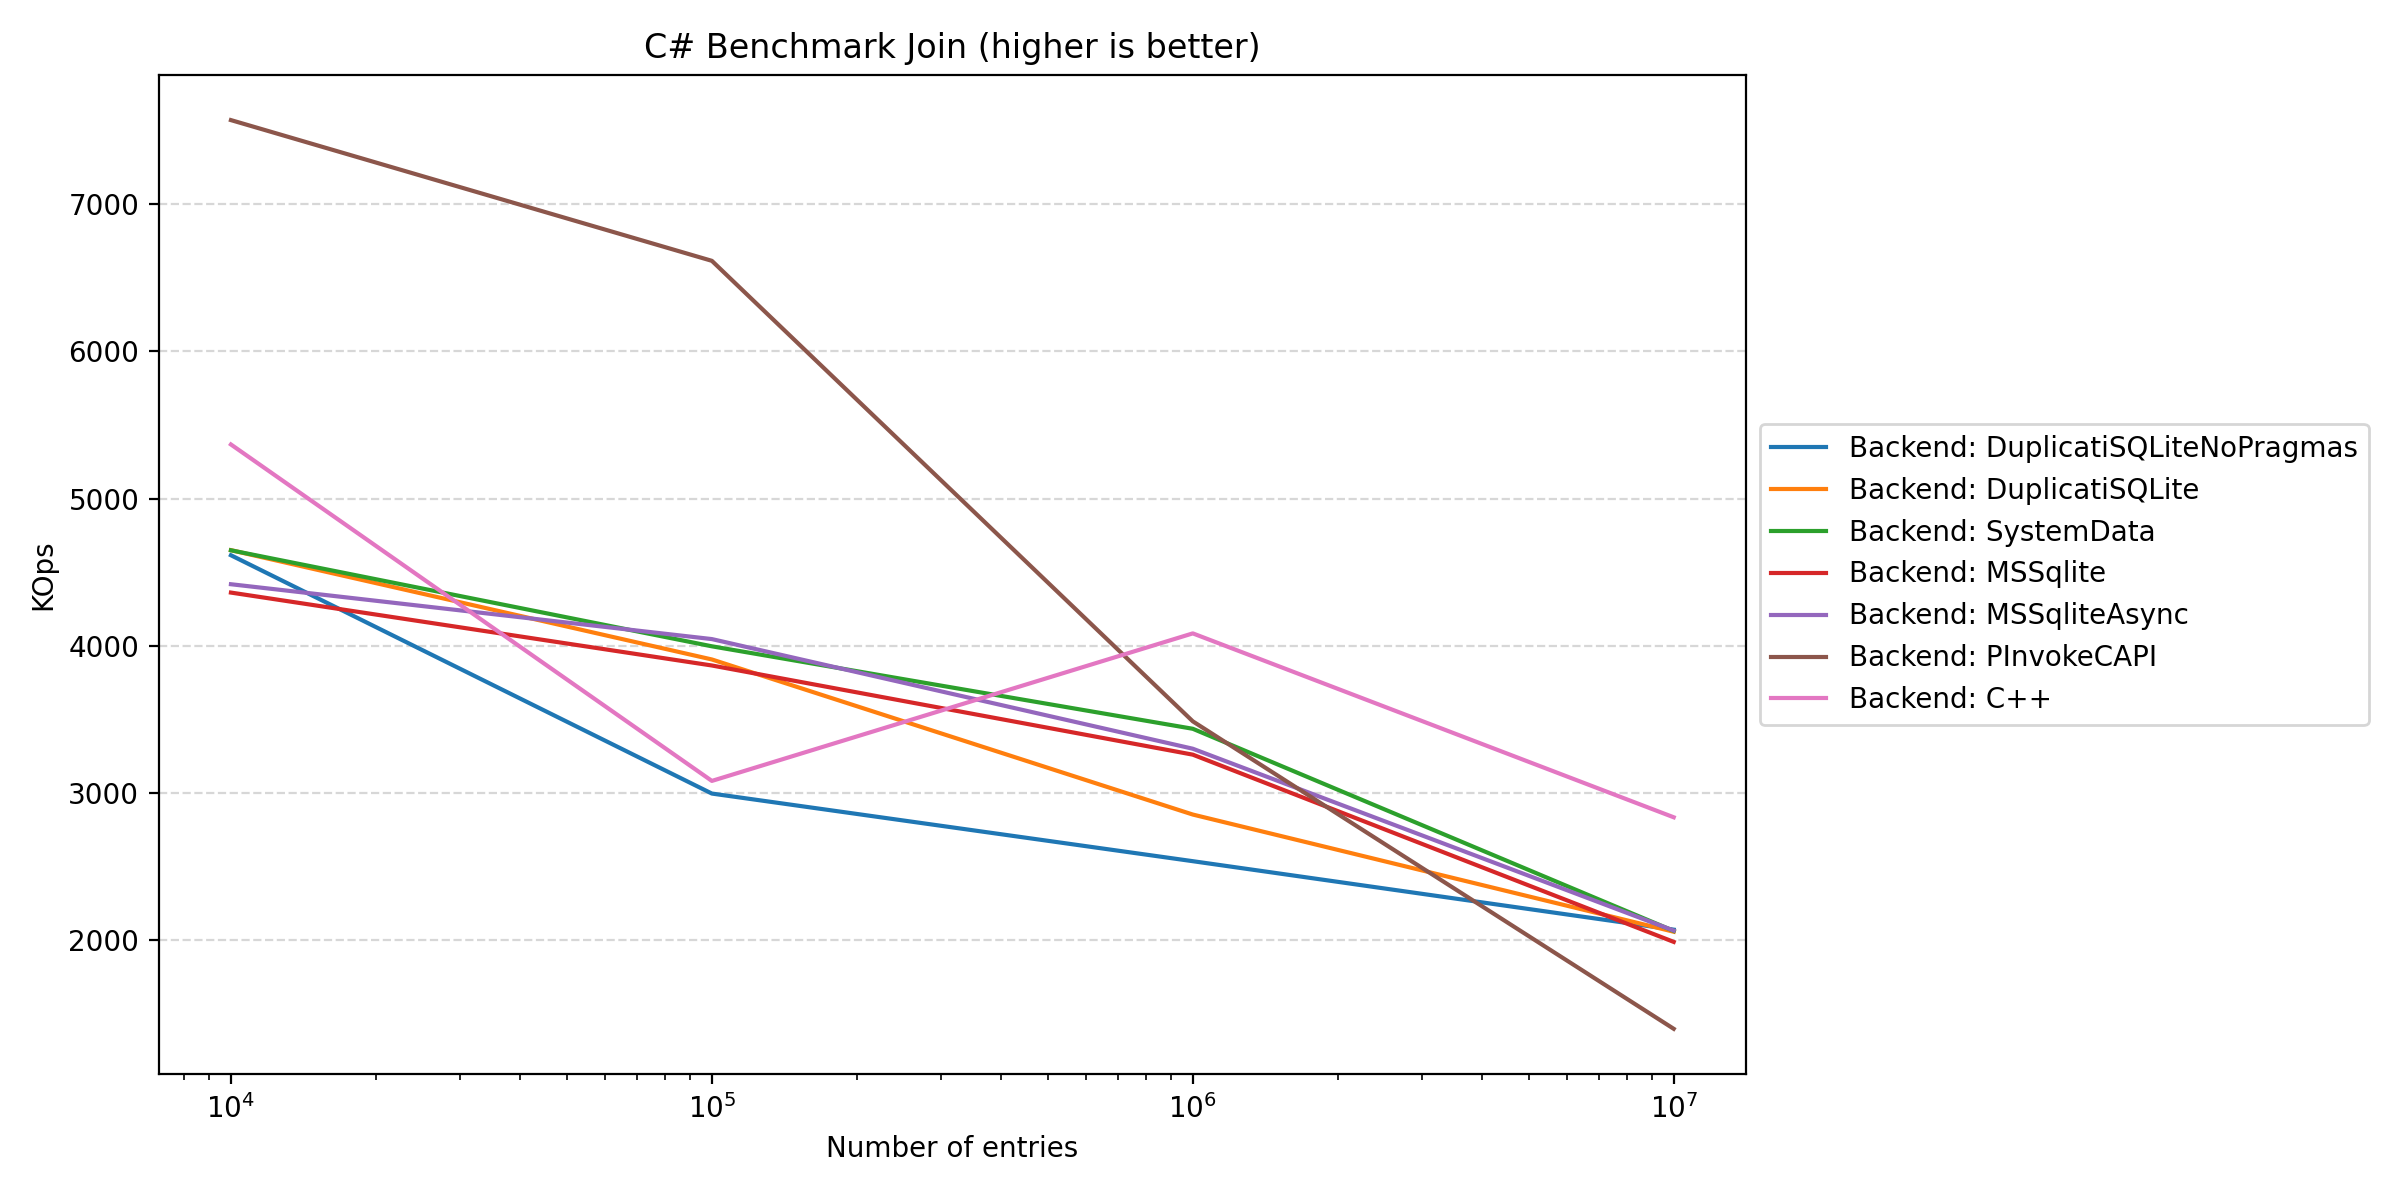 C# Benchmark Join (higher is better)
KOps
7000
6000
5000
4000
3000
2000
10⁴ 10⁵ 10⁶ 10⁷
Number of entries
Backend: DuplicatiSQLiteNoPragmas
Backend: DuplicatiSQLite
Backend: SystemData
Backend: MSSqlite
Backend: MSSqliteAsync
Backend: PInvokeCAPI
Backend: C++